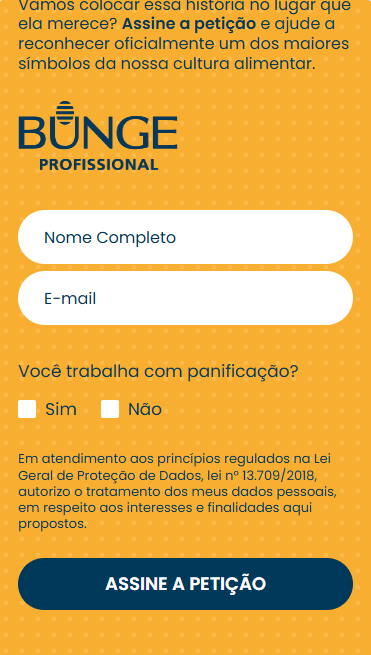 Vamos colocar essa história no lugar que
ela merece? Assine a petição e ajude a
reconhecer oficialmente um dos maiores
símbolos da nossa cultura alimentar.
BUNGE
PROFISSIONAL
Nome Completo
E-mail
Você trabalha com panificação?
Sim Não
Em atendimento aos princípios regulados na Lei
Geral de Proteção de Dados, lei nº 13.709/2018,
autorizo o tratamento dos meus dados pessoais,
em respeito aos interesses e finalidades aqui
propostos.
ASSINE A PETIÇÃO